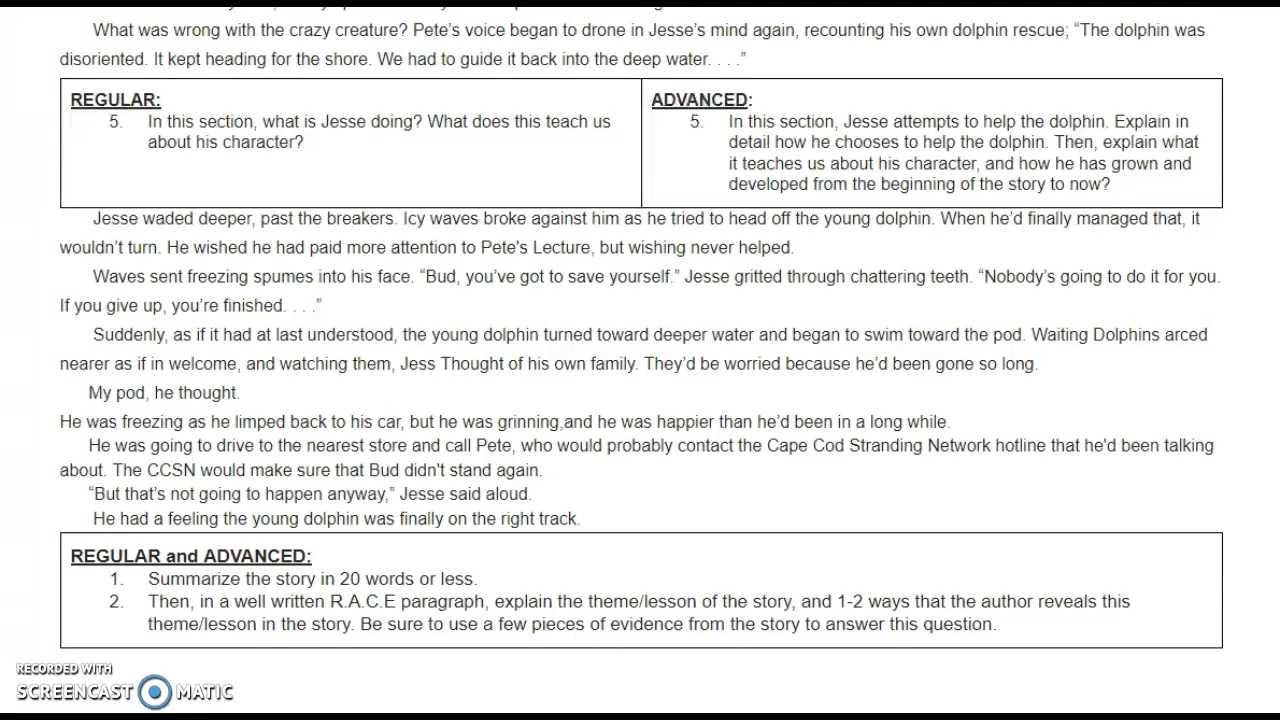 What was wrong with the crazy creature? Pete's voice began to drone in Jesse's mind again, recounting his own dolphin rescue; “The dolphin was
disoriented. It kept heading for the shore. We had to guide it back into the deep water. . . .”
REGULAR:
5. In this section, what is Jesse doing? What does this teach us
about his character?
ADVANCED:
5. In this section, Jesse attempts to help the dolphin. Explain in
detail how he chooses to help the dolphin. Then, explain what
it teaches us about his character, and how he has grown and
developed from the beginning of the story to now?
Jesse waded deeper, past the breakers. Icy waves broke against him as he tried to head off the young dolphin. When he'd finally managed that, it
wouldn't turn. He wished he had paid more attention to Pete's Lecture, but wishing never helped.
Waves sent freezing spumes into his face. “Bud, you've got to save yourself.” Jesse gritted through chattering teeth. “Nobody's going to do it for you.
If you give up, you're finished. . . .”
Suddenly, as if it had at last understood, the young dolphin turned toward deeper water and began to swim toward the pod. Waiting Dolphins arced
nearer as if in welcome, and watching them, Jess Thought of his own family. They'd be worried because he'd been gone so long.
My pod, he thought.
He was freezing as he limped back to his car, but he was grinning,and he was happier than he'd been in a long while.
He was going to drive to the nearest store and call Pete, who would probably contact the Cape Cod Stranding Network hotline that he'd been talking
about. The CCSN would make sure that Bud didn't stand again.
“But that's not going to happen anyway,” Jesse said aloud.
He had a feeling the young dolphin was finally on the right track.
REGULAR and ADVANCED:
1. Summarize the story in 20 words or less.
2. Then, in a well written R.A.C.E paragraph, explain the theme/lesson of the story, and 1-2 ways that the author reveals this
theme/lesson in the story. Be sure to use a few pieces of evidence from the story to answer this question.
RECORDED WITH
SCREENCAST MATIC